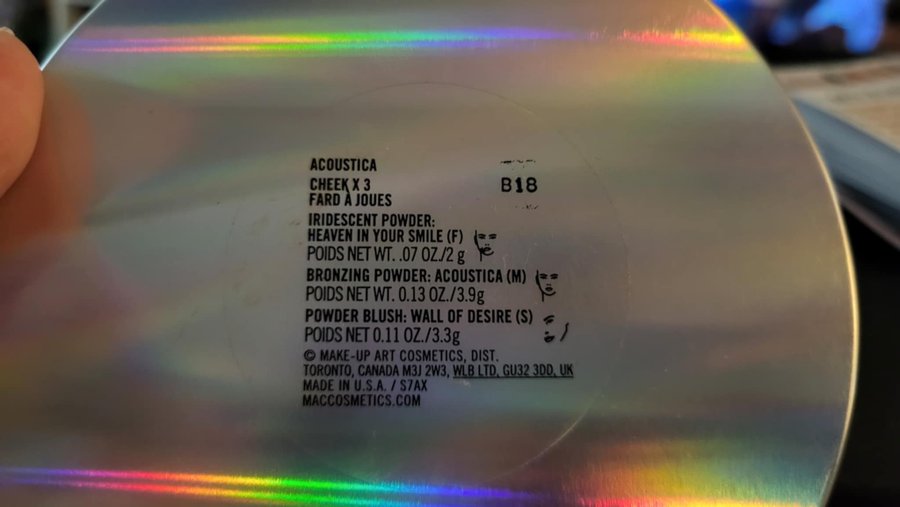 ACOUSTICA
CHEEK X 3
B18
FARD À JOUES
IRIDESCENT POWDER:
HEAVEN IN YOUR SMILE (F)
POIDS NET WT. .07 OZ./2 g
BRONZING POWDER: ACOUSTICA (M)
POIDS NET WT. 0.13 OZ./3.9g
POWDER BLUSH: WALL OF DESIRE (S)
POIDS NET 0.11 OZ./3.3g
© MAKE-UP ART COSMETICS, DIST.
TORONTO, CANADA M3J 2W3, WLB LTD, GU32 3DD, UK
MADE IN U.S.A. / S7AX
MACCOSMETICS.COM